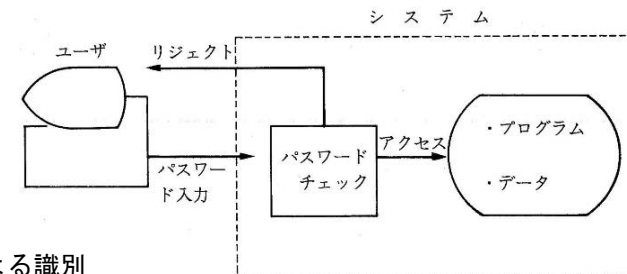 システム
ユーザ
リジェクト
パスワー
ド入力
パスワード
チェック
アクセス
・プログラム
・データ
る識別